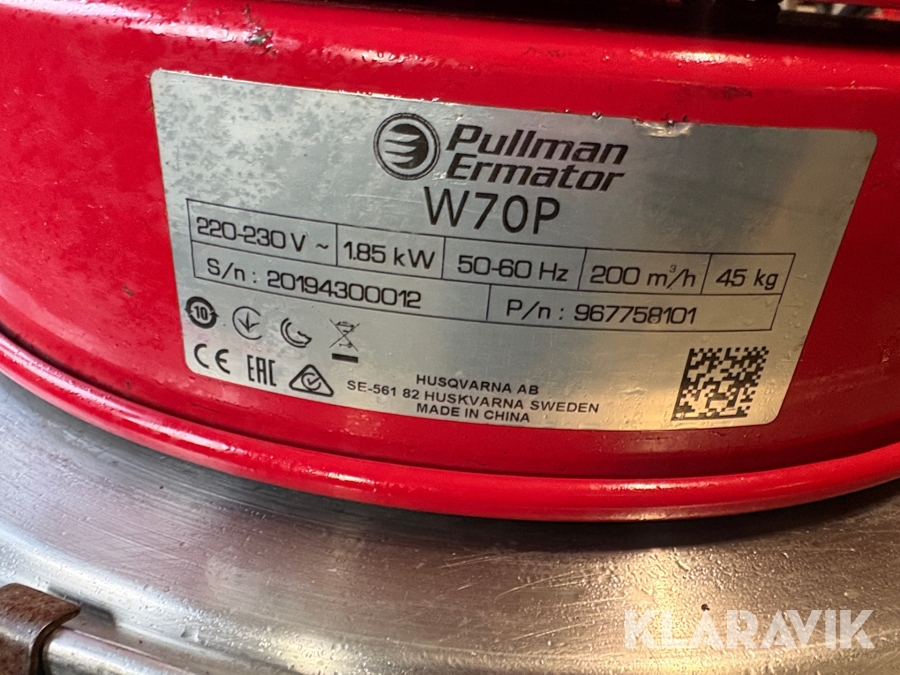 Pullman
Ermator
W70P
220-230 V ~ 1.85 kW 50-60 Hz 200 m³/h 45 kg
S/n : 20194300012 P/n : 967758101
10
CE EAC
HUSQVARNA AB
SE-561 82 HUSKVARNA SWEDEN
MADE IN CHINA
KLARAVIK